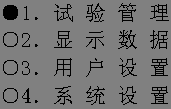 ●1. 试验管理
○2. 显示数据
○3. 用户设置
○4. 系统设置